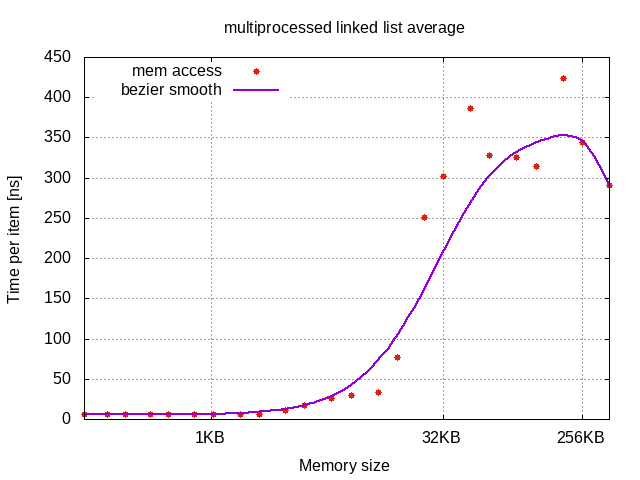 multiprocessed linked list average
450
400
350
300
250
200
150
100
50
0
mem access
bezier smooth
Time per item [ns]
1KB 32KB 256KB
Memory size